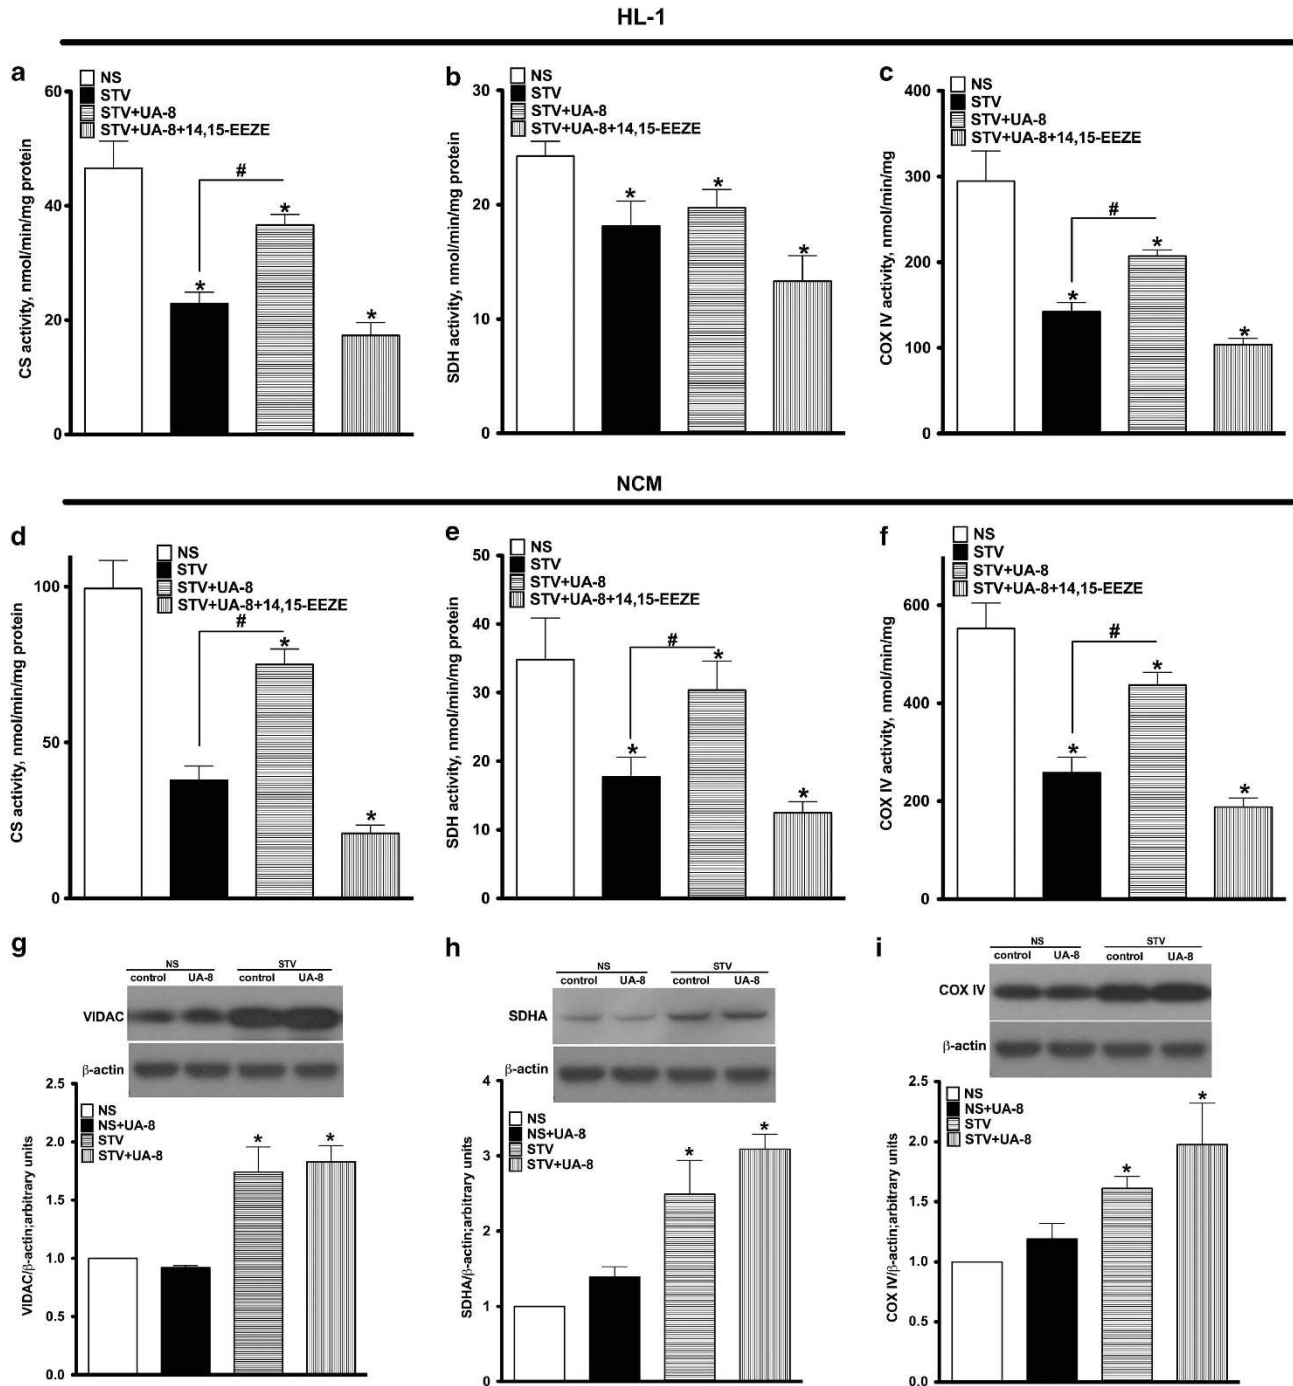 HL-1
a
NS
STV
STV+UA-8
STV+UA-8+14,15-EEZE
CS activity, nmol/min/mg protein
60
40
20
0
#
*
*
*
b
NS
STV
STV+UA-8
STV+UA-8+14,15-EEZE
SDH activity, nmol/min/mg protein
30
20
10
0
*
*
*
c
NS
STV
STV+UA-8
STV+UA-8+14,15-EEZE
COX IV activity, nmol/min/mg
400
300
200
100
0
#
*
*
*
NCM
d
NS
STV
STV+UA-8
STV+UA-8+14,15-EEZE
CS activity, nmol/min/mg protein
100
50
0
#
*
*
e
NS
STV
STV+UA-8
STV+UA-8+14,15-EEZE
SDH activity, nmol/min/mg protein
50
40
30
20
10
0
#
*
*
*
f
NS
STV
STV+UA-8
STV+UA-8+14,15-EEZE
COX IV activity, nmol/min/mg
600
400
200
0
#
*
*
*
g
NS STV
control UA-8 control UA-8
VIDAC
β-actin
NS
NS+UA-8
STV
STV+UA-8
VIDAC/β-actin;arbitrary units
2.5
2.0
1.5
1.0
0.5
0.0
*
*
h
NS STV
control UA-8 control UA-8
SDHA
β-actin
NS
NS+UA-8
STV
STV+UA-8
SDHA/β-actin;arbitrary units
4
3
2
1
0
*
*
i
NS STV
control UA-8 control UA-8
COX IV
β-actin
NS
NS+UA-8
STV
STV+UA-8
COX IV/β-actin;arbitrary units
2.5
2.0
1.5
1.0
0.5
0.0
*
*